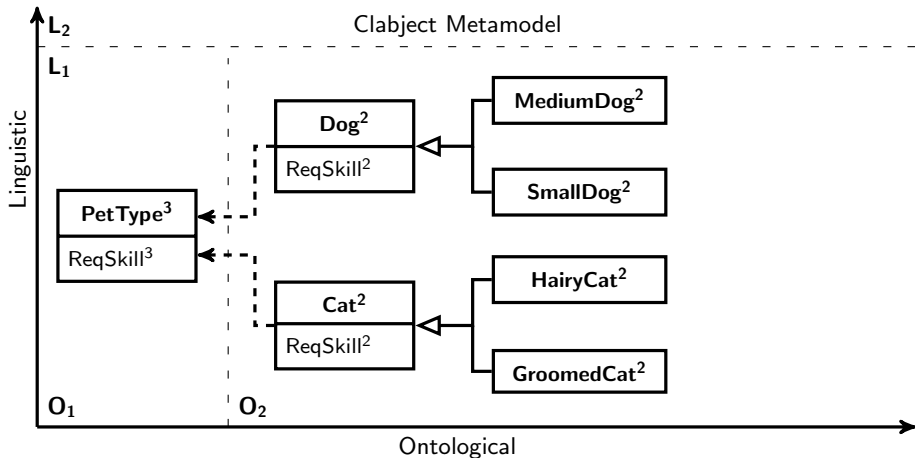 L₂
Clabject Metamodel
L₁
Linguistic
PetType³
ReqSkill³
Dog²
ReqSkill²
MediumDog²
SmallDog²
Cat²
ReqSkill²
HairyCat²
GroomedCat²
O₁
O₂
Ontological